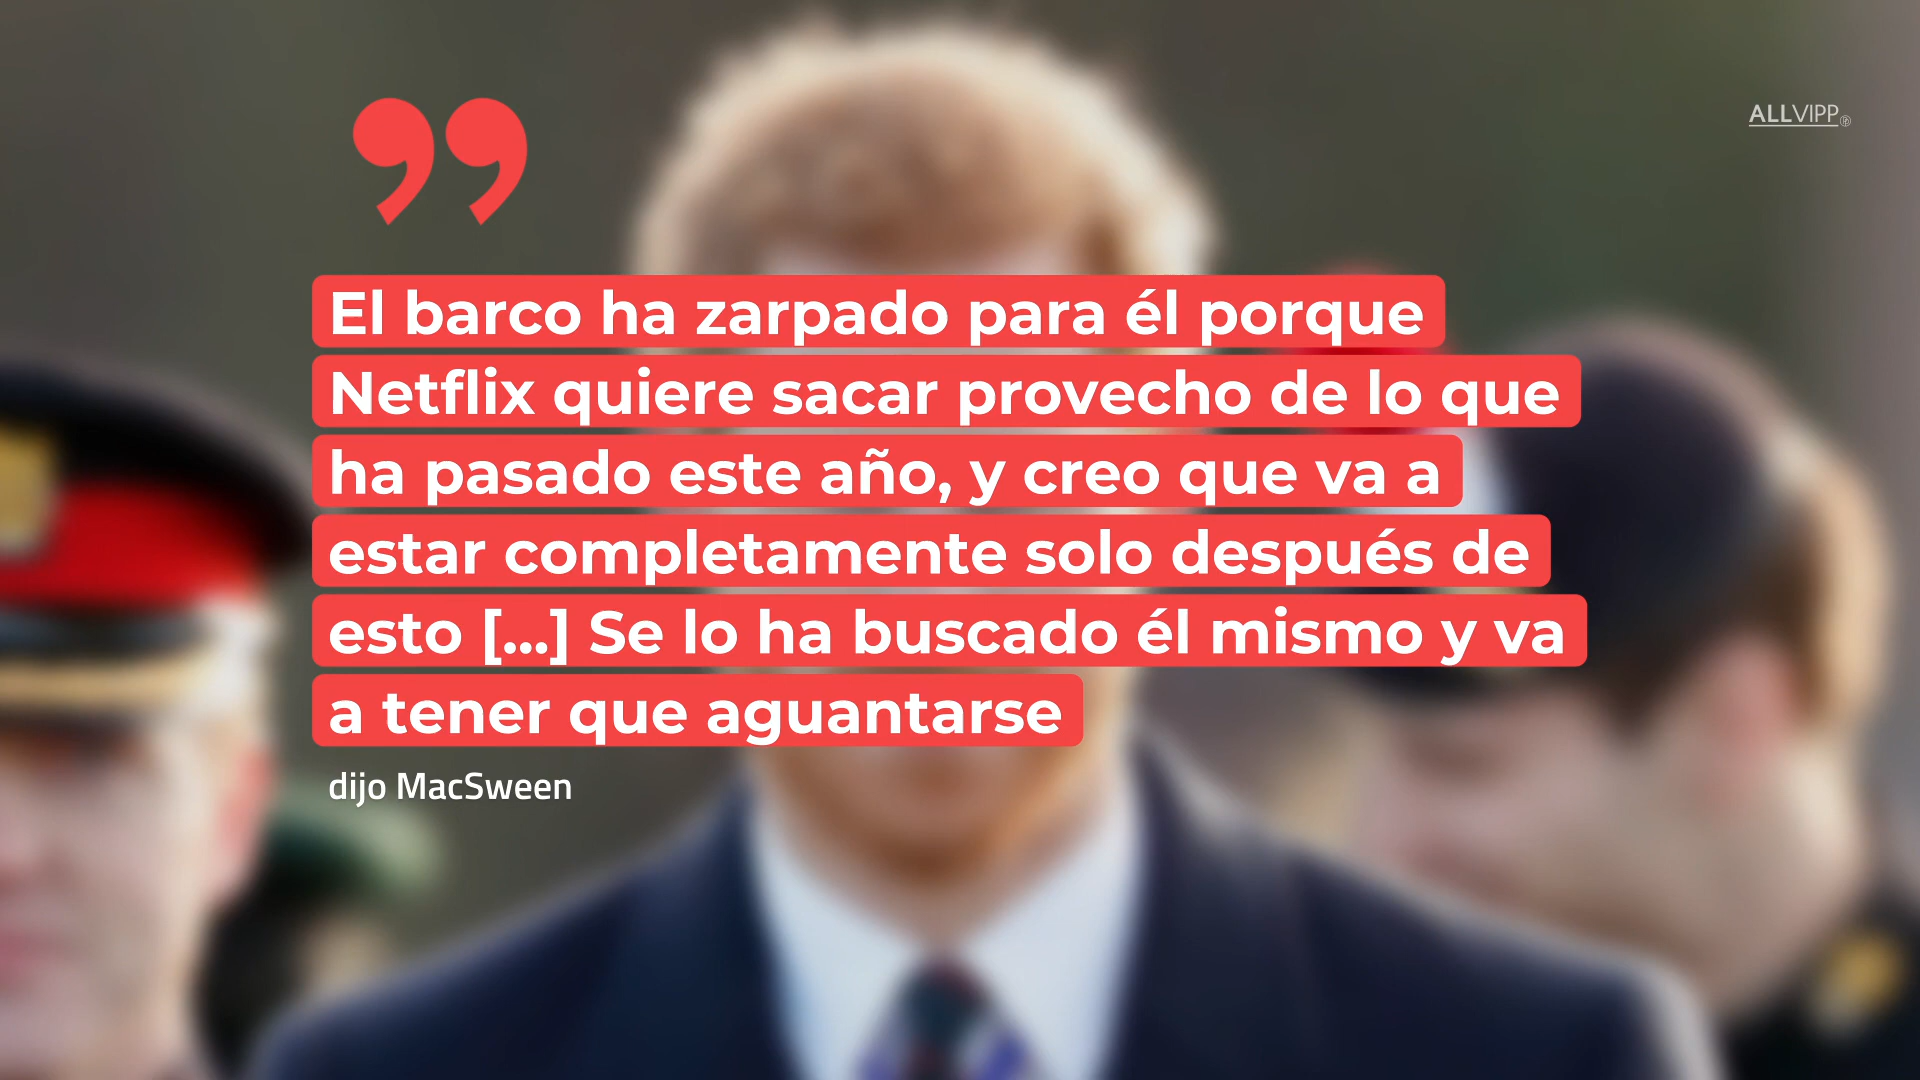 ALLVIPP
El barco ha zarpado para él porque
Netflix quiere sacar provecho de lo que
ha pasado este año, y creo que va a
estar completamente solo después de
esto [...] Se lo ha buscado él mismo y va
a tener que aguantarse
dijo MacSween